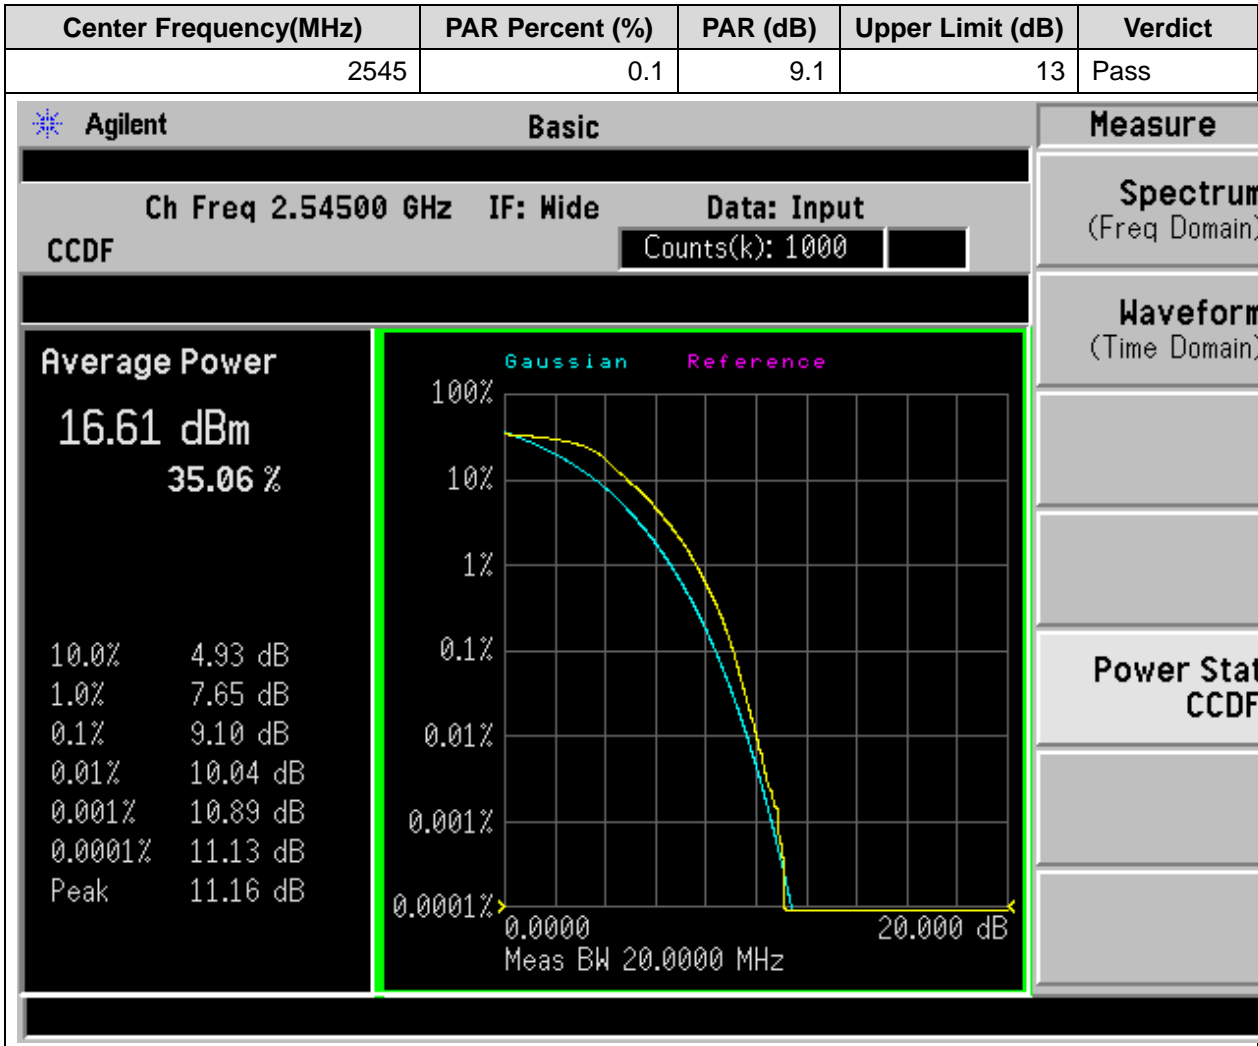 Center Frequency(MHz) PAR Percent (%) PAR (dB) Upper Limit (dB) Verdict
2545 0.1 9.1 13 Pass
Agilent Basic Measure
Ch Freq 2.54500 GHz IF: Wide Data: Input
CCDF Counts(k): 1000
Average Power
16.61 dBm
35.06 %
10.0% 4.93 dB
1.0% 7.65 dB
0.1% 9.10 dB
0.01% 10.04 dB
0.001% 10.89 dB
0.0001% 11.13 dB
Peak 11.16 dB
Gaussian Reference
100%
10%
1%
0.1%
0.01%
0.001%
0.0001%
0.0000 20.000 dB
Meas BW 20.0000 MHz
Spectrum
(Freq Domain)
Waveform
(Time Domain)
Power Stat
CCDF